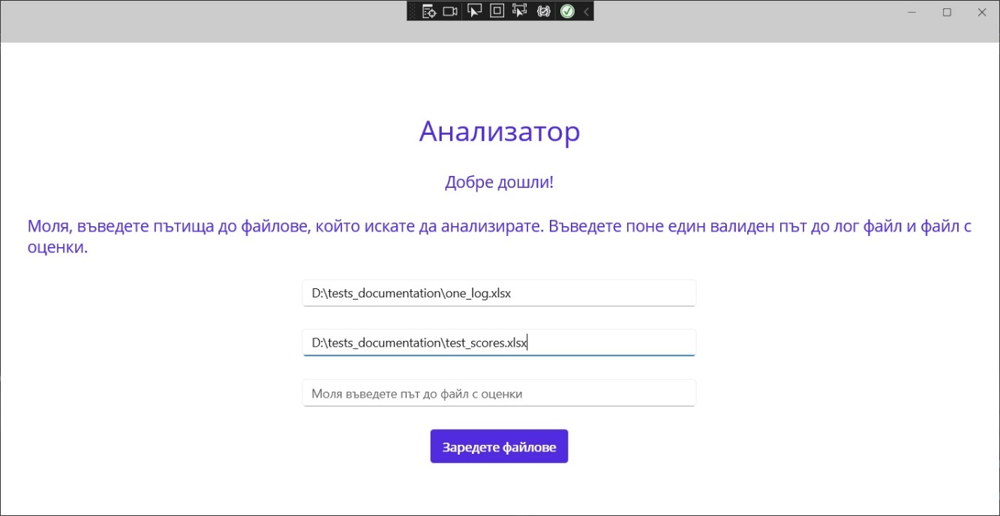 Анализатор
Добре дошли!
Моля, въведете пътища до файлове, който искате да анализирате. Въведете поне един валиден път до лог файл и файл с
оценки.
D:\tests_documentation\one_log.xlsx
D:\tests_documentation\test_scores.xlsx
Моля въведете път до файл с оценки
Заредете файлове